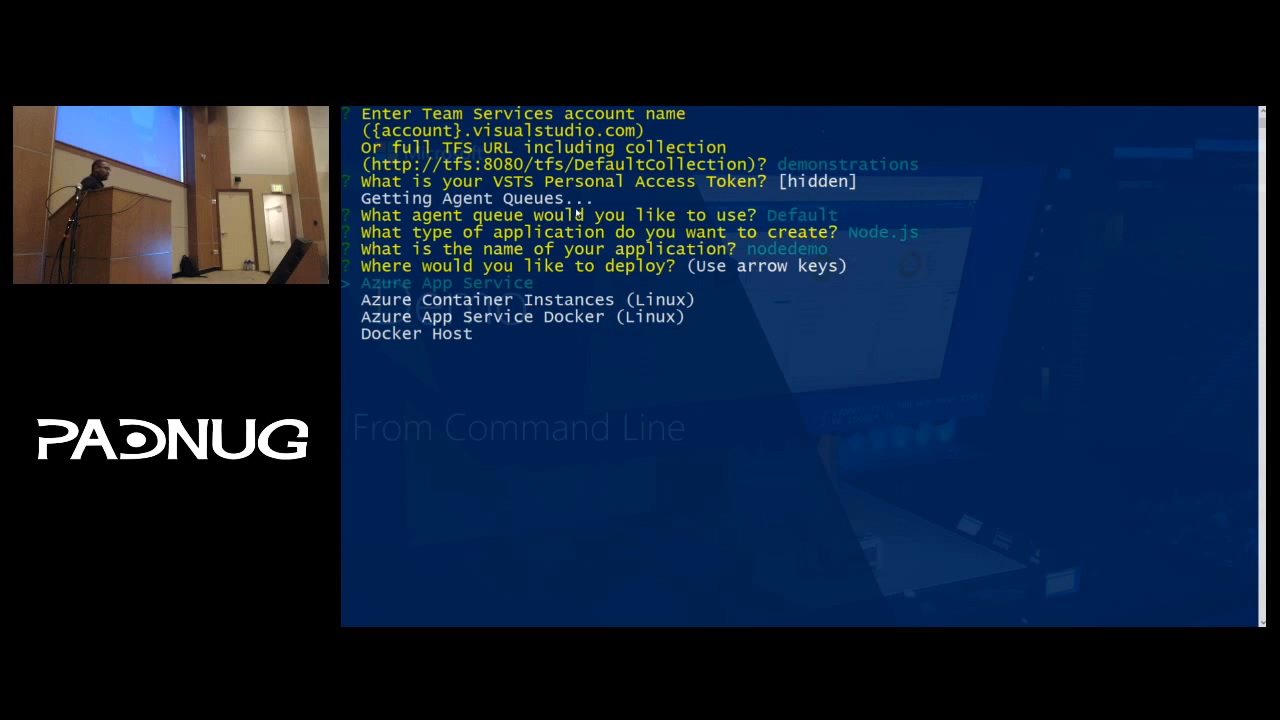 ? Enter Team Services account name
({account}.visualstudio.com)
Or full TFS URL including collection
(http://tfs:8080/tfs/DefaultCollection)? demonstrations
? What is your VSTS Personal Access Token? [hidden]
Getting Agent Queues...
? What agent queue would you like to use? Default
? What type of application do you want to create? Node.js
? What is the name of your application? nodedemo
? Where would you like to deploy? (Use arrow keys)
> Azure App Service
Azure Container Instances (Linux)
Azure App Service Docker (Linux)
Docker Host
From Command Line
PADNUG